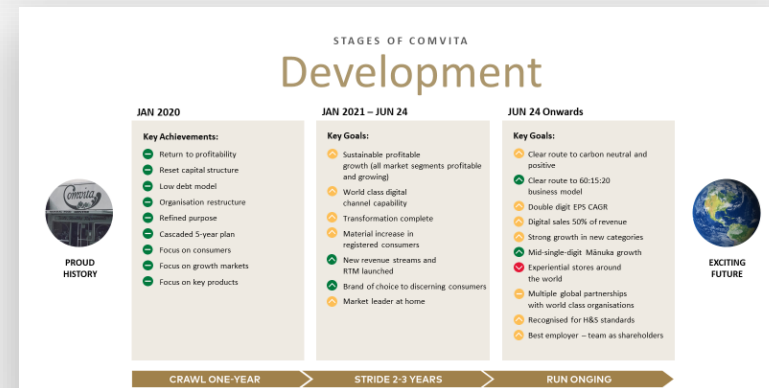 STAGES OF COMVITA
Development
JAN 2020
Key Achievements:
Return to profitability
Reset capital structure
Low debt model
Organisation restructure
Refined purpose
Cascaded 5-year plan
Focus on consumers
Focus on growth markets
Focus on key products
JAN 2021 – JUN 24
Key Goals:
Sustainable profitable
growth (all market segments profitable
and growing)
World class digital
channel capability
Transformation complete
Material increase in
registered consumers
New revenue streams and
RTM launched
Brand of choice to discerning consumers
Market leader at home
JUN 24 Onwards
Key Goals:
Clear route to carbon neutral and
positive
Clear route to 60:15:20
business model
Double digit EPS CAGR
Digital sales 50% of revenue
Strong growth in new categories
Mid-single-digit Mānuka growth
Experiential stores around
the world
Multiple global partnerships
with world class organisations
Recognised for H&S standards
Best employer – team as shareholders
Comvita
PROUD
HISTORY
EXCITING
FUTURE
CRAWL ONE-YEAR
STRIDE 2-3 YEARS
RUN ONGING